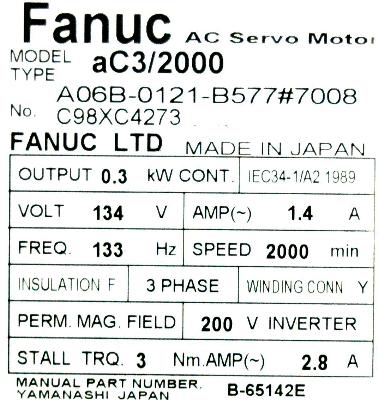 Fanuc AC Servo Motor
MODEL
TYPE aC3/2000
A06B-0121-B577#7008
No. C98XC4273
FANUC LTD MADE IN JAPAN
OUTPUT 0.3 kW CONT. IEC34-1/A2 1989
VOLT 134 V AMP(~) 1.4 A
FREQ. 133 Hz SPEED 2000 min
INSULATION F 3 PHASE WINDING CONN Y
PERM. MAG. FIELD 200 V INVERTER
STALL TRQ. 3 Nm. AMP(~) 2.8 A
MANUAL PART NUMBER. B-65142E
YAMANASHI JAPAN